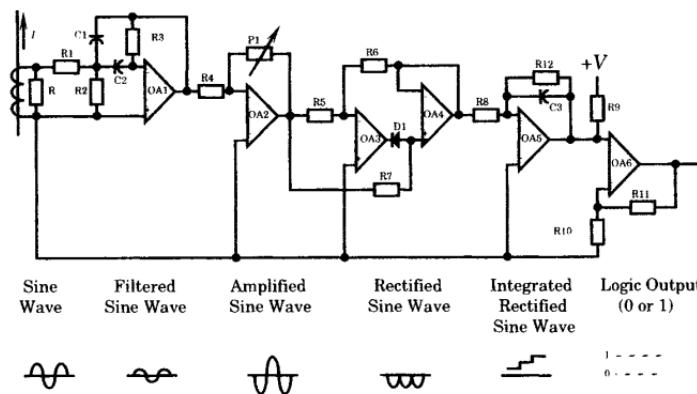 I
C1
R3
R1
R
R2
C2
OA1
R4
P1
OA2
R5
R6
OA3
D1
OA4
R7
R8
R12
C3
OA5
+V
R9
OA6
R11
R10
Sine
Wave
Filtered
Sine Wave
Amplified
Sine Wave
Rectified
Sine Wave
Integrated
Rectified
Sine Wave
Logic Output
(0 or 1)
1
0